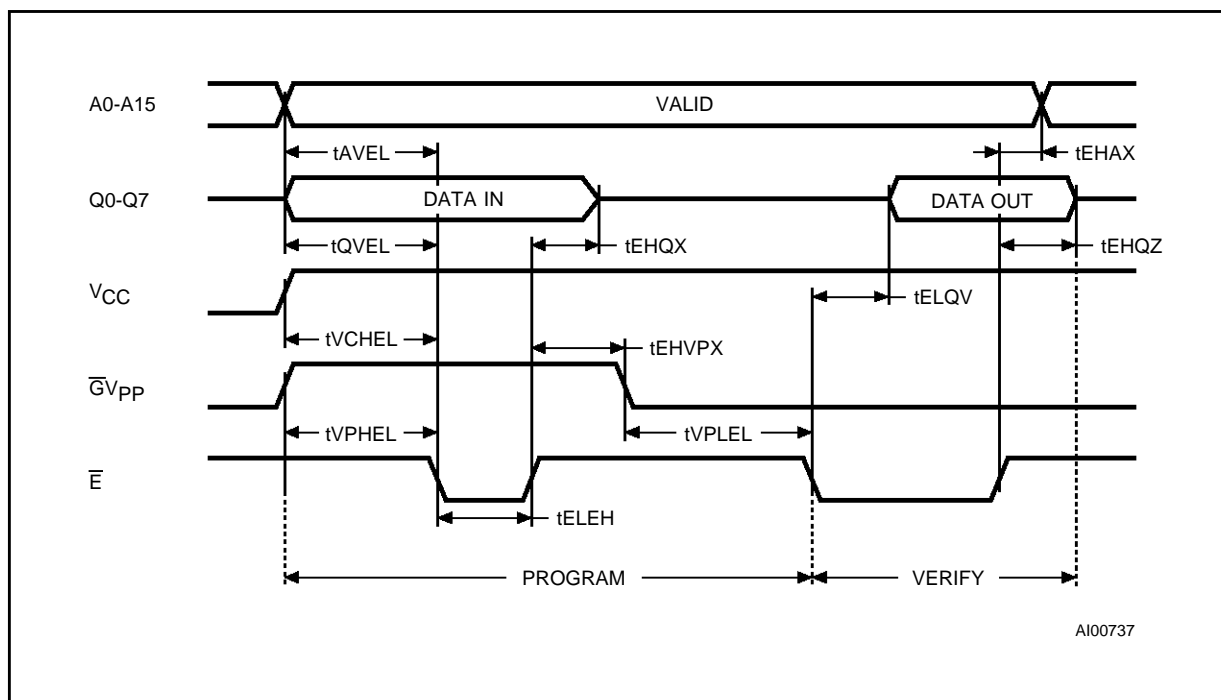 A0-A15
VALID
tAVEL
tEHAX
Q0-Q7
DATA IN
DATA OUT
tQVEL
tEHQX
tEHQZ
VCC
tELQV
tVCHEL
tEHVPX
G̅VPP
tVPHEL
tVPLEL
E̅
tELEH
PROGRAM
VERIFY
AI00737